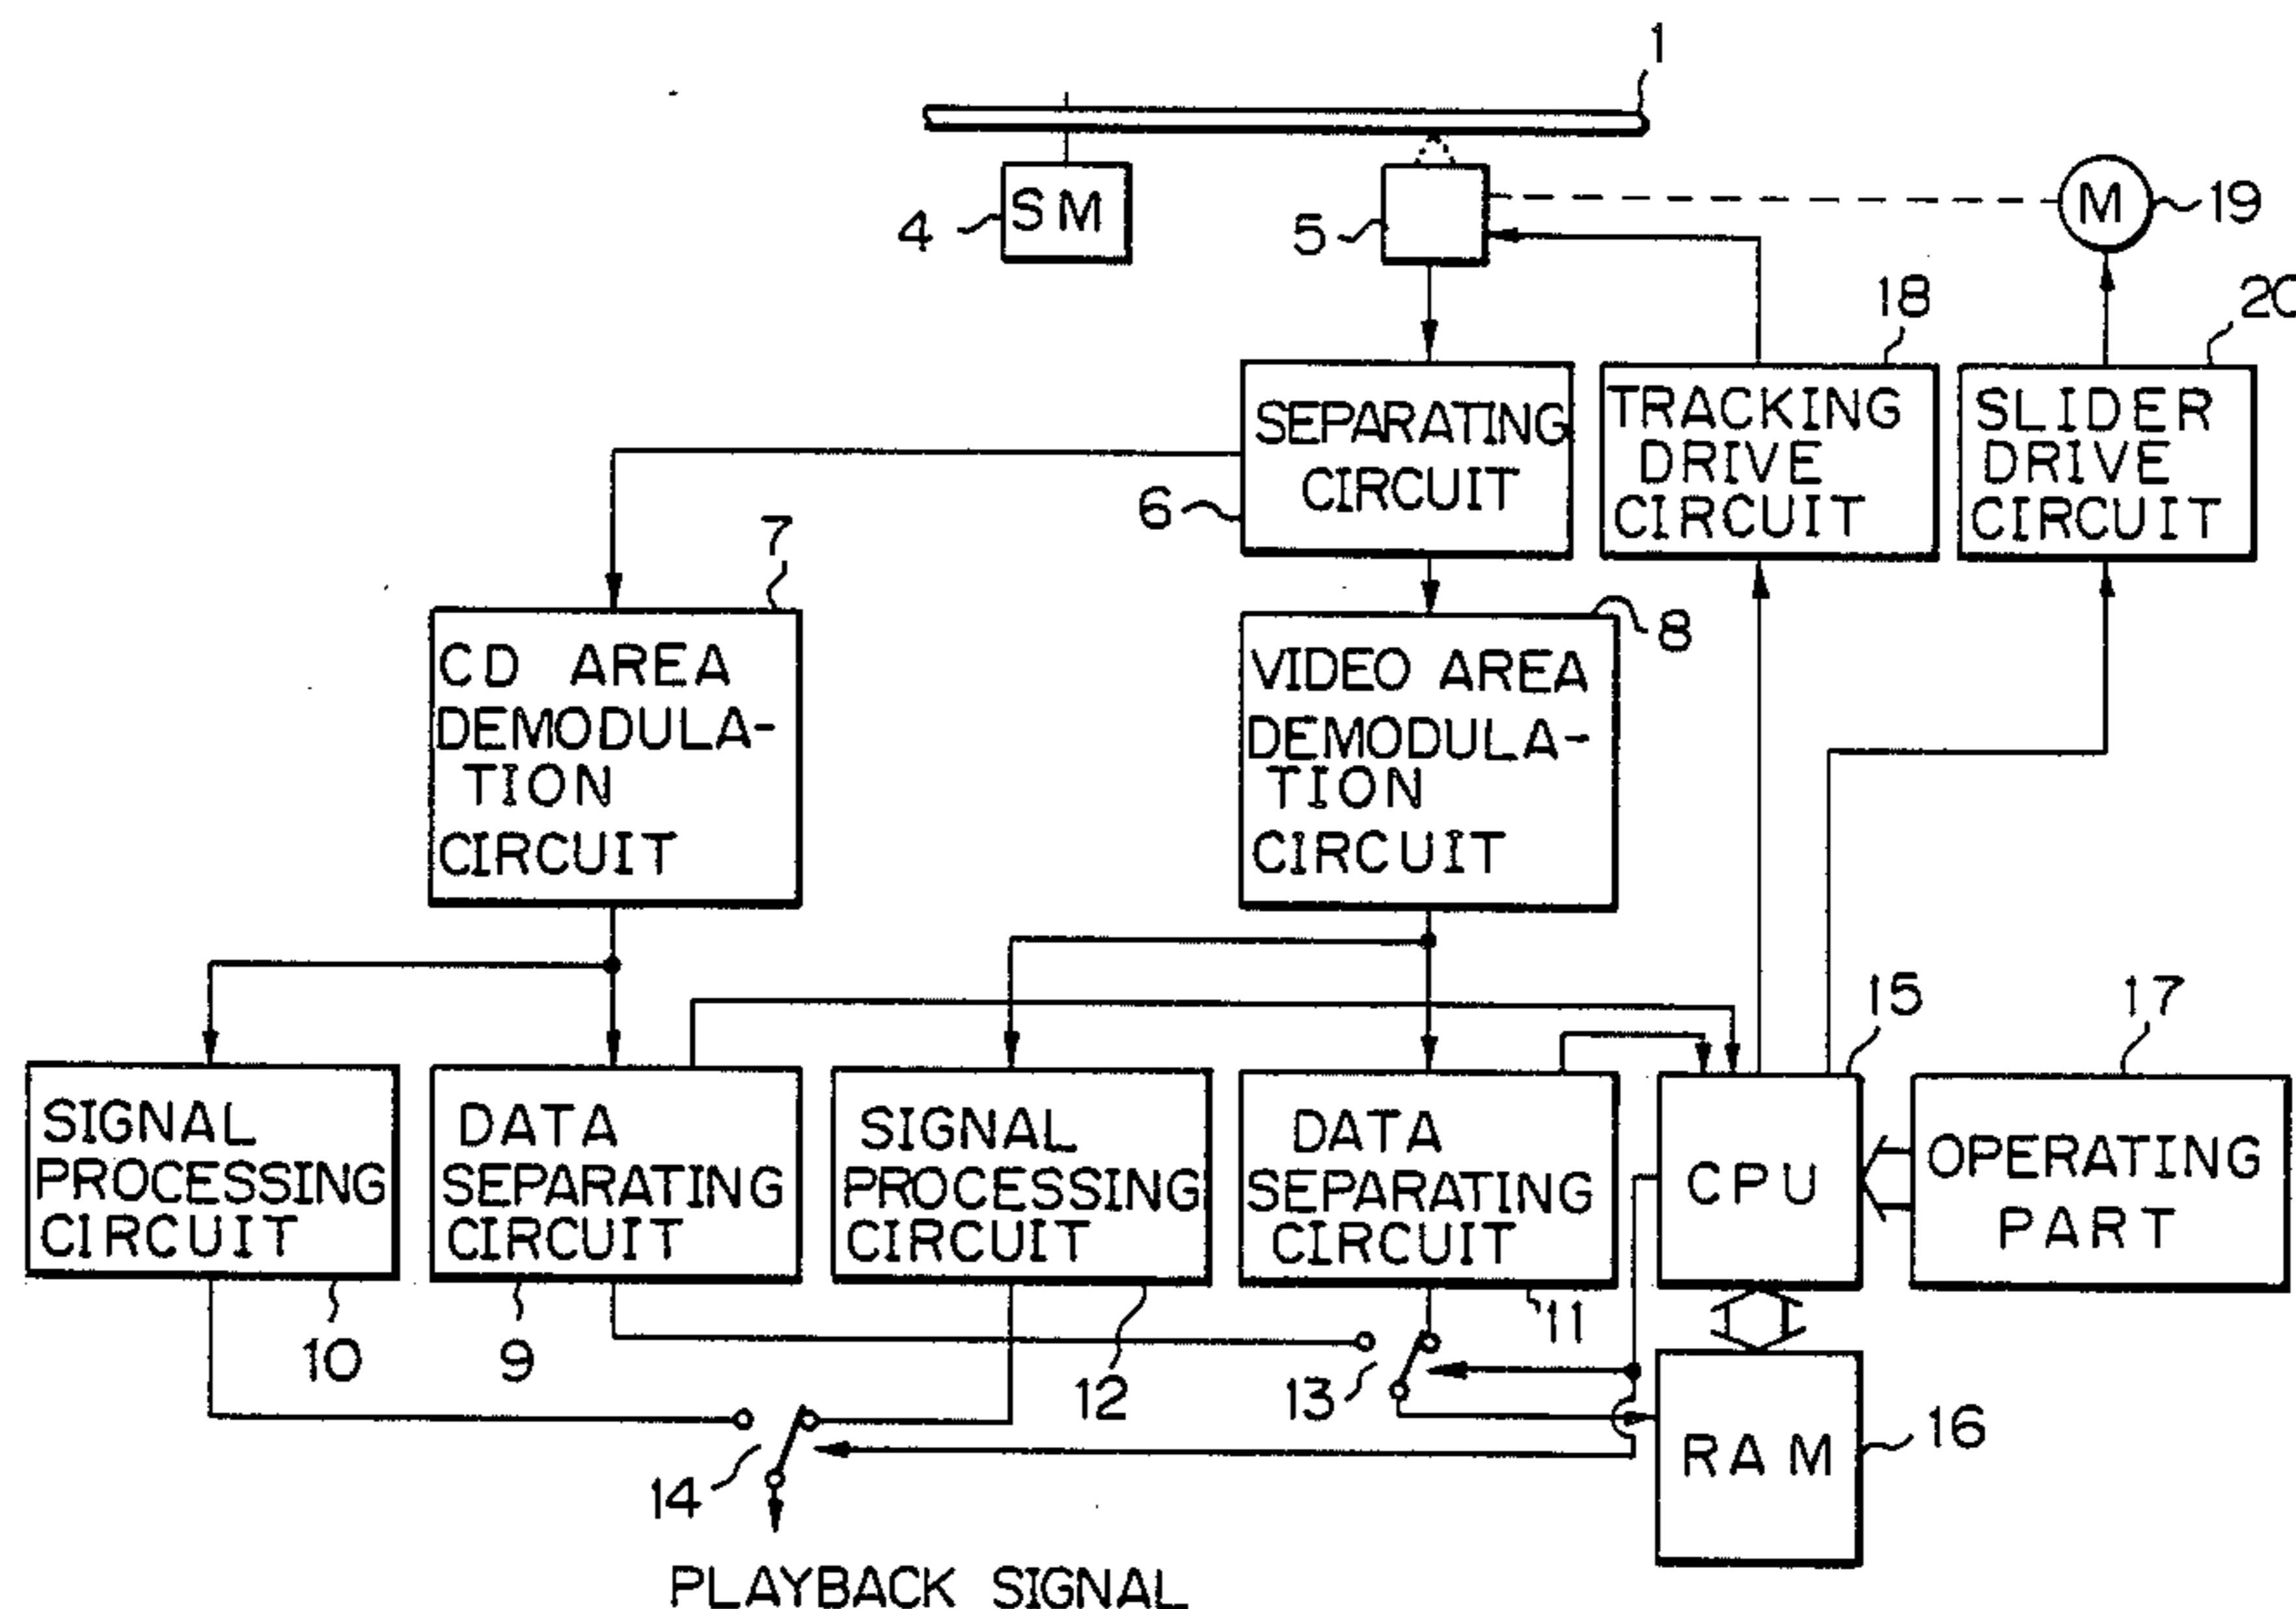 1
SM
4
5
M
19
18
20
SEPARATING
CIRCUIT
6
TRACKING
DRIVE
CIRCUIT
SLIDER
DRIVE
CIRCUIT
7
8
CD AREA
DEMODULA-
TION
CIRCUIT
VIDEO AREA
DEMODULA-
TION
CIRCUIT
15
17
SIGNAL
PROCESSING
CIRCUIT
DATA
SEPARATING
CIRCUIT
SIGNAL
PROCESSING
CIRCUIT
DATA
SEPARATING
CIRCUIT
CPU
OPERATING
PART
10
9
12
11
13
14
RAM
16
PLAYBACK SIGNAL